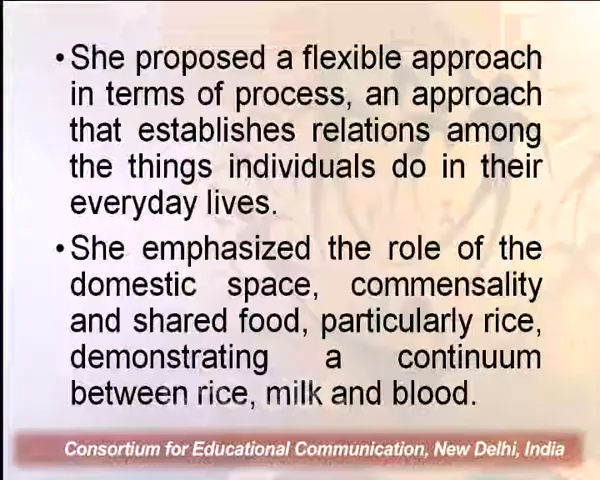 •She proposed a flexible approach
in terms of process, an approach
that establishes relations among
the things individuals do in their
everyday lives.
•She emphasized the role of the
domestic space, commensality
and shared food, particularly rice,
demonstrating a continuum
between rice, milk and blood.
Consortium for Educational Communication, New Delhi, India